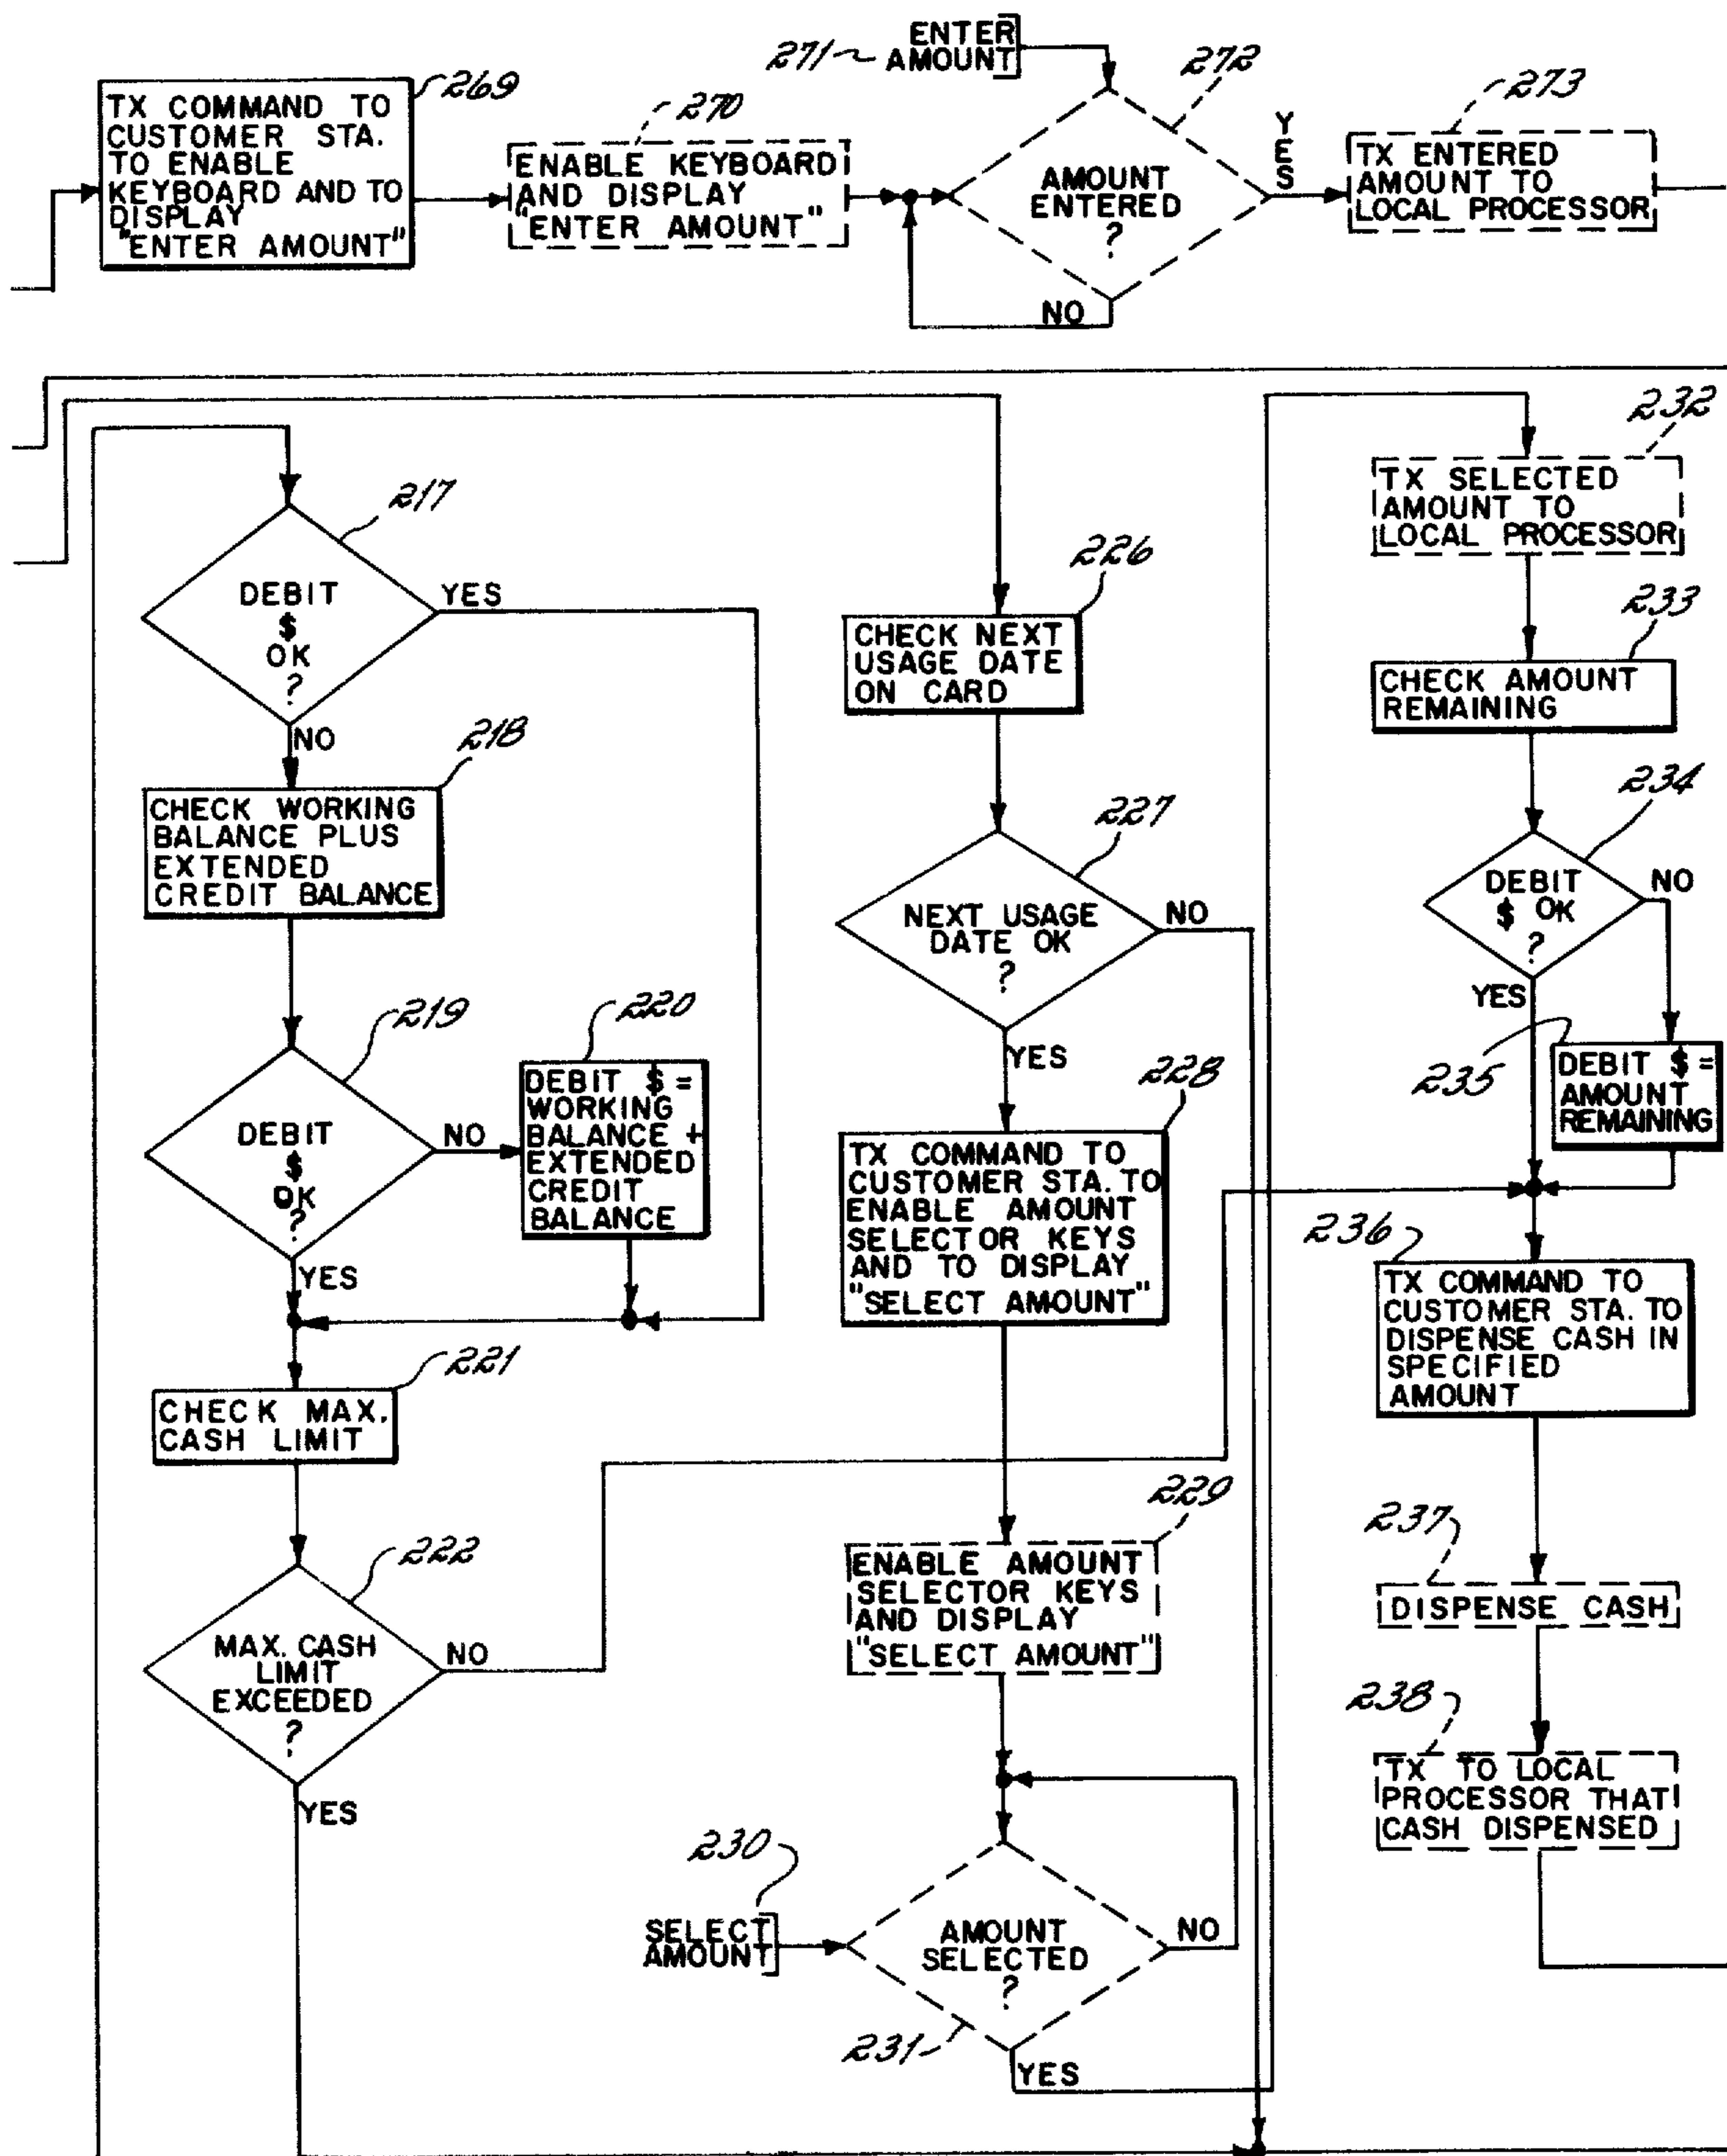 269
TX COMMAND TO
CUSTOMER STA.
TO ENABLE
KEYBOARD AND TO
DISPLAY
"ENTER AMOUNT"
270
ENABLE KEYBOARD
AND DISPLAY
"ENTER AMOUNT"
271
ENTER
AMOUNT
272
AMOUNT
ENTERED
?
YES
NO
273
TX ENTERED
AMOUNT TO
LOCAL PROCESSOR
217
DEBIT
$
OK
?
YES
NO
218
CHECK WORKING
BALANCE PLUS
EXTENDED
CREDIT BALANCE
219
DEBIT
$
OK
?
NO
YES
220
DEBIT $ =
WORKING
BALANCE +
EXTENDED
CREDIT
BALANCE
221
CHECK MAX.
CASH LIMIT
222
MAX. CASH
LIMIT
EXCEEDED
?
NO
YES
226
CHECK NEXT
USAGE DATE
ON CARD
227
NEXT USAGE
DATE OK
?
NO
YES
228
TX COMMAND TO
CUSTOMER STA. TO
ENABLE AMOUNT
SELECTOR KEYS
AND TO DISPLAY
"SELECT AMOUNT"
229
ENABLE AMOUNT
SELECTOR KEYS
AND DISPLAY
"SELECT AMOUNT"
230
SELECT
AMOUNT
AMOUNT
SELECTED
?
NO
231
YES
232
TX SELECTED
AMOUNT TO
LOCAL PROCESSOR
233
CHECK AMOUNT
REMAINING
234
DEBIT
$ OK
?
NO
YES
235
DEBIT $ =
AMOUNT
REMAINING
236
TX COMMAND TO
CUSTOMER STA. TO
DISPENSE CASH IN
SPECIFIED
AMOUNT
237
DISPENSE CASH
238
TX TO LOCAL
PROCESSOR THAT
CASH DISPENSED